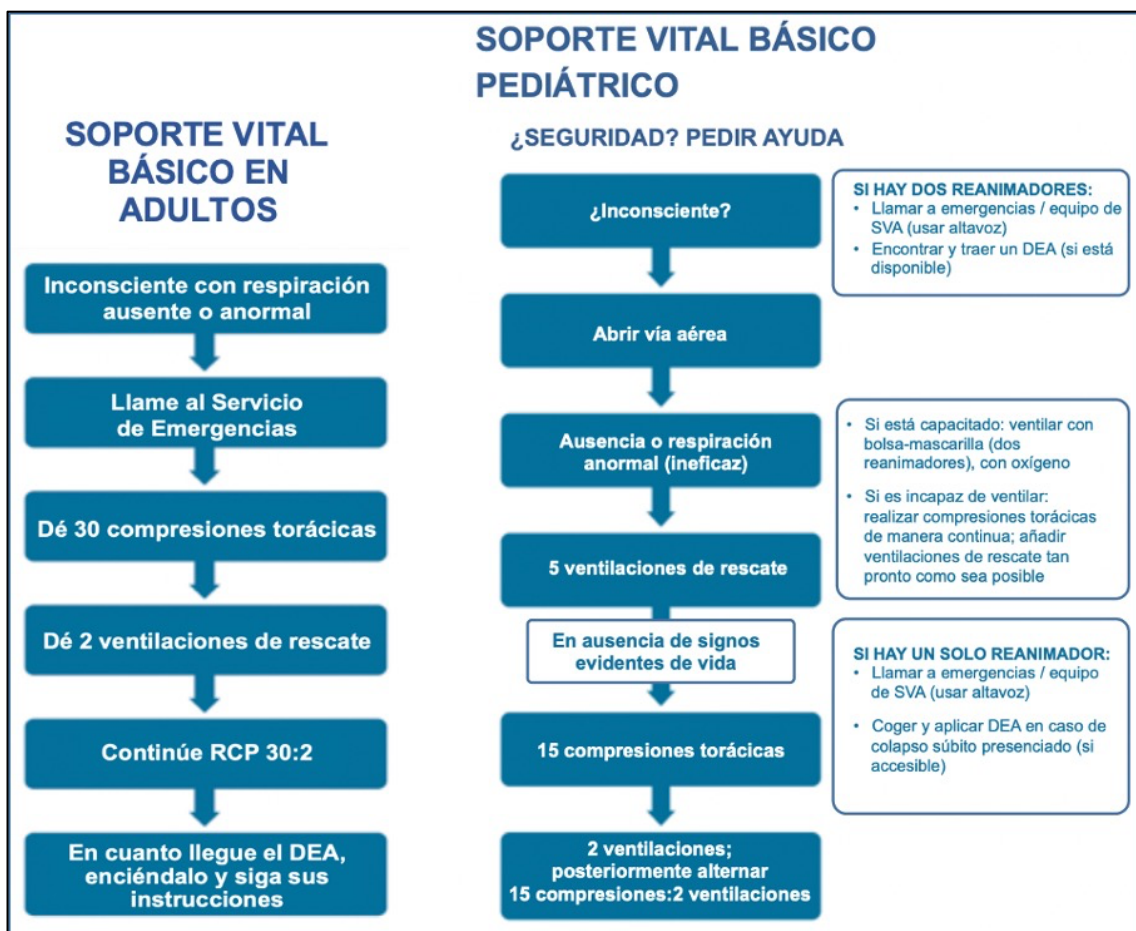 SOPORTE VITAL
BÁSICO EN
ADULTOS
Inconsciente con respiración
ausente o anormal
Llame al Servicio
de Emergencias
Dé 30 compresiones torácicas
Dé 2 ventilaciones de rescate
Continúe RCP 30:2
En cuanto llegue el DEA,
enciéndalo y siga sus
instrucciones
SOPORTE VITAL BÁSICO
PEDIÁTRICO
¿SEGURIDAD? PEDIR AYUDA
¿Inconsciente?
Abrir vía aérea
Ausencia o respiración
anormal (ineficaz)
5 ventilaciones de rescate
En ausencia de signos
evidentes de vida
15 compresiones torácicas
2 ventilaciones;
posteriormente alternar
15 compresiones:2 ventilaciones
SI HAY DOS REANIMADORES:
• Llamar a emergencias / equipo de
SVA (usar altavoz)
• Encontrar y traer un DEA (si está
disponible)
• Si está capacitado: ventilar con
bolsa-mascarilla (dos
reanimadores), con oxígeno
• Si es incapaz de ventilar:
realizar compresiones torácicas
de manera continua; añadir
ventilaciones de rescate tan
pronto como sea posible
SI HAY UN SOLO REANIMADOR:
• Llamar a emergencias / equipo
de SVA (usar altavoz)
• Coger y aplicar DEA en caso de
colapso súbito presenciado (si
accesible)